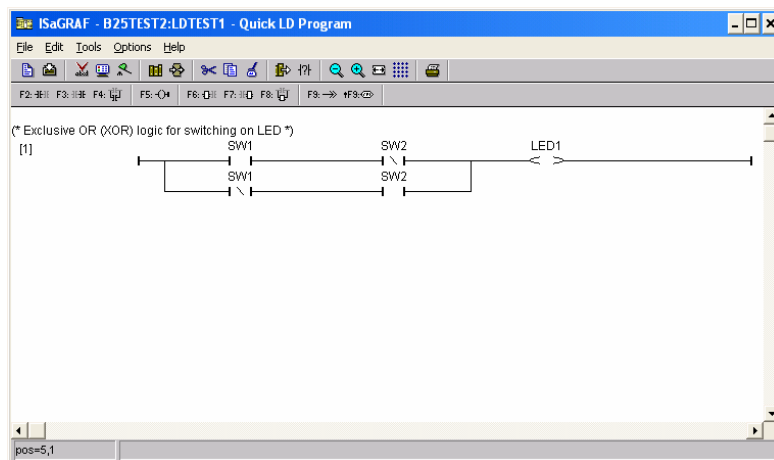 ISaGRAF - B25TEST2:LDTEST1 - Quick LD Program
File Edit Tools Options Help
F2: F3: F4: F5: F6: F7: F8: F9: ↑F9:
(* Exclusive OR (XOR) logic for switching on LED *)
[1] SW1 SW2 LED1
SW1 SW2
pos=5,1